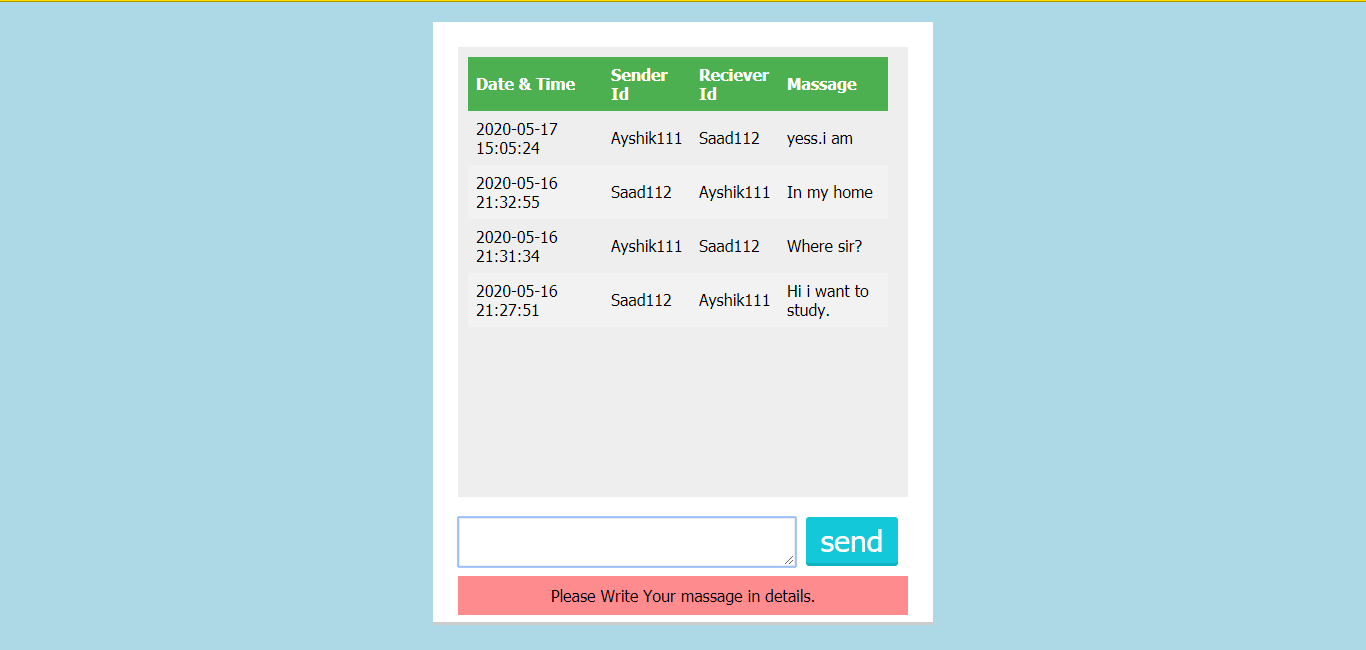 Date & Time Sender Id Reciever Id Massage
2020-05-17 15:05:24 Ayshik111 Saad112 yess.i am
2020-05-16 21:32:55 Saad112 Ayshik111 In my home
2020-05-16 21:31:34 Ayshik111 Saad112 Where sir?
2020-05-16 21:27:51 Saad112 Ayshik111 Hi i want to study.
send
Please Write Your massage in details.